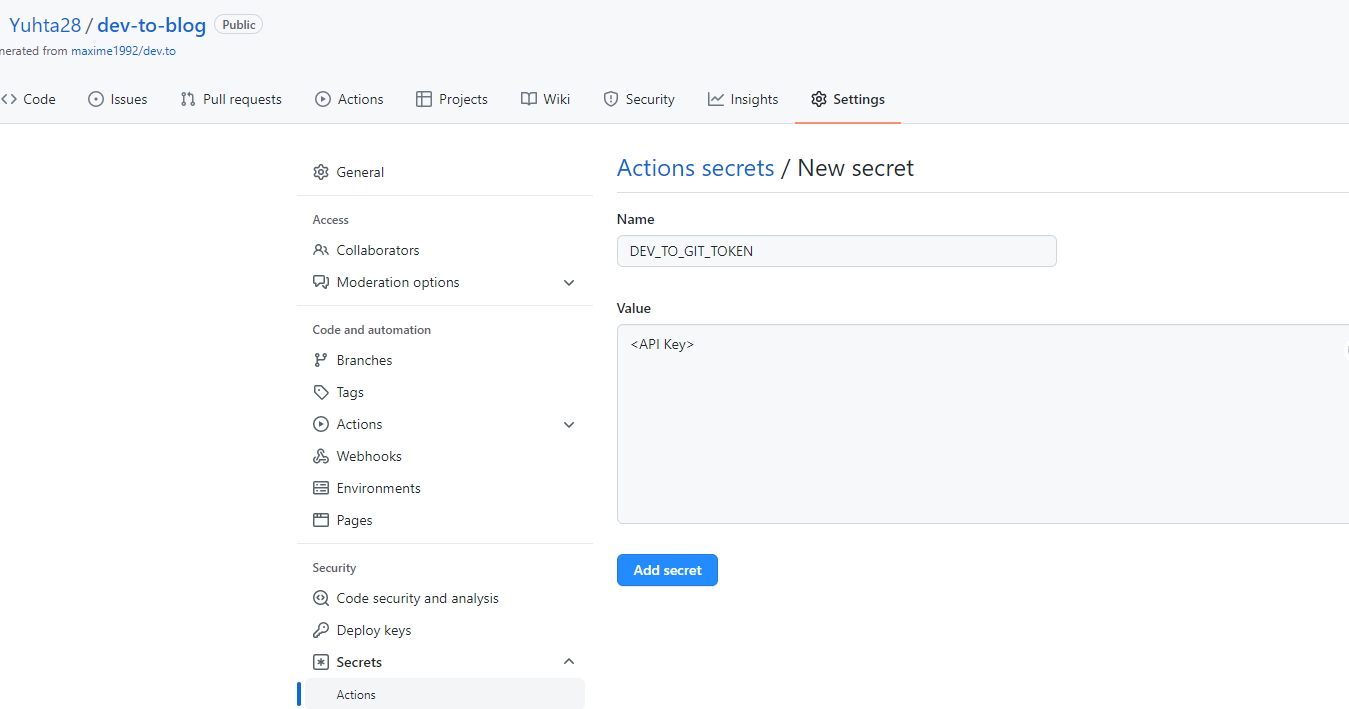 Yuhta28 / dev-to-blog Public
nerated from maxime1992/dev.to
Code Issues Pull requests Actions Projects Wiki Security Insights Settings
General
Access
Collaborators
Moderation options
Code and automation
Branches
Tags
Actions
Webhooks
Environments
Pages
Security
Code security and analysis
Deploy keys
Secrets
Actions
Actions secrets / New secret
Name
DEV_TO_GIT_TOKEN
Value
<API Key>
Add secret